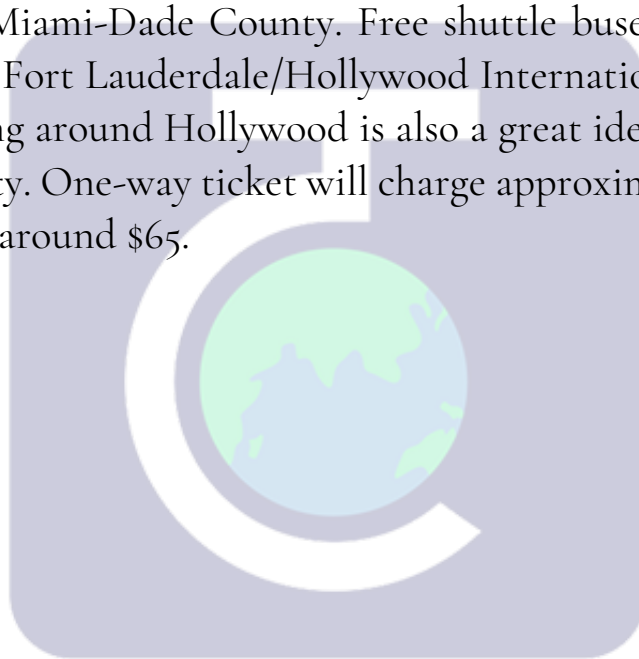 Miami-Dade County. Free shuttle buse
Fort Lauderdale/Hollywood Internatio
ng around Hollywood is also a great ide
ty. One-way ticket will charge approxin
around $65.